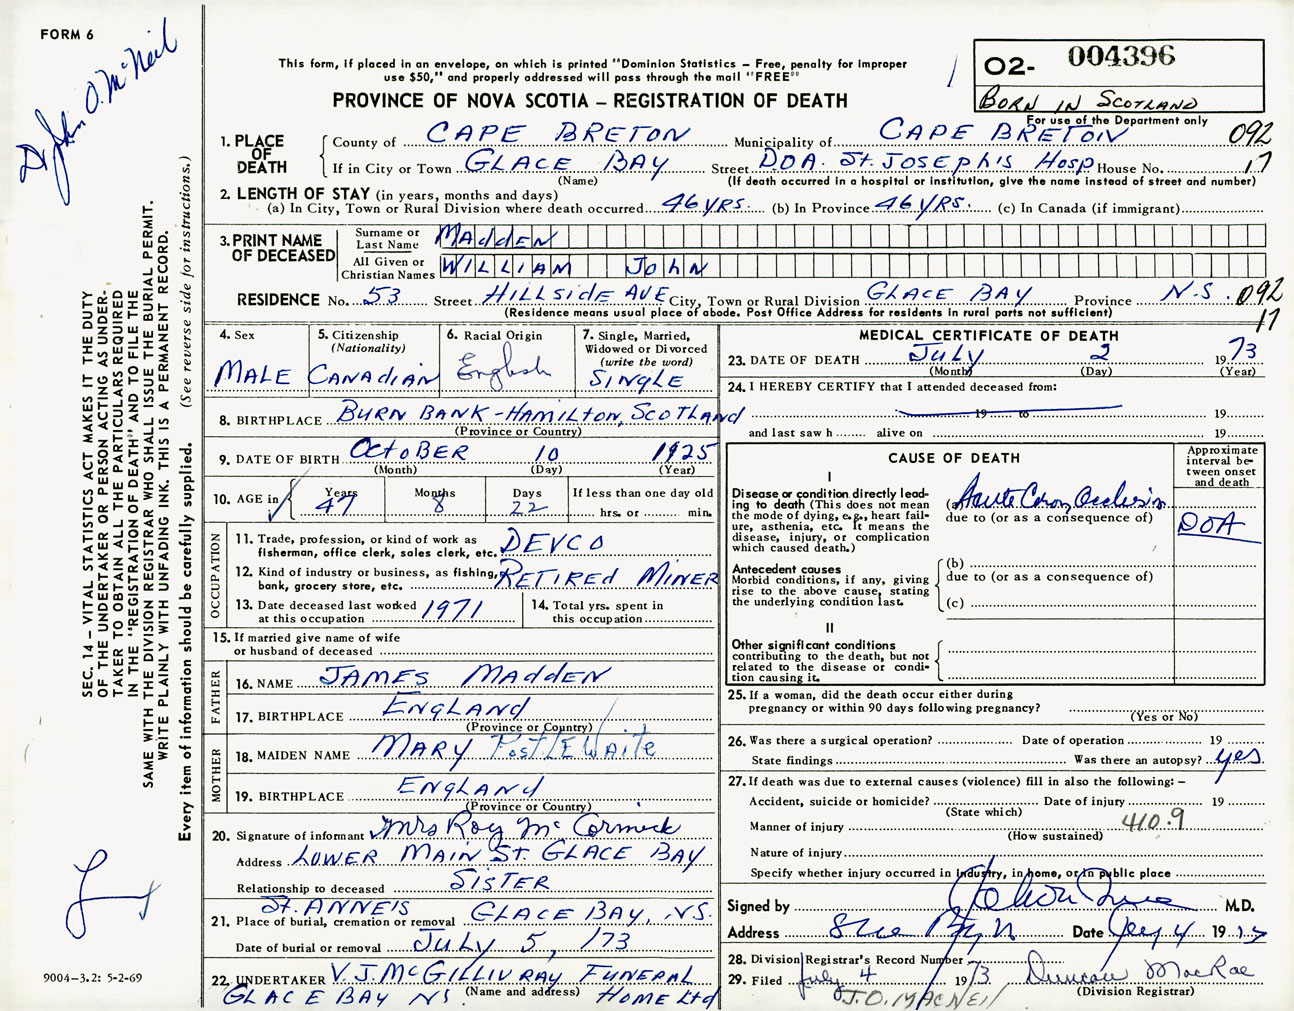 FORM 6
Dr John O. McNeil
SEC. 14 – VITAL STATISTICS ACT MAKES IT THE DUTY
OF THE UNDERTAKER OR PERSON ACTING AS UNDER-
TAKER TO OBTAIN ALL THE PARTICULARS REQUIRED
IN THE "REGISTRATION OF DEATH" AND TO FILE THE
SAME WITH THE DIVISION REGISTRAR WHO SHALL ISSUE THE BURIAL PERMIT.
WRITE PLAINLY WITH UNFADING INK. THIS IS A PERMANENT RECORD.
Every item of information should be carefully supplied. (See reverse side for instructions.)
9004–3.2: 5-2-69
This form, if placed in an envelope, on which is printed "Dominion Statistics – Free, penalty for improper
use $50," and properly addressed will pass through the mail "FREE"
PROVINCE OF NOVA SCOTIA – REGISTRATION OF DEATH
02- 004396
BORN IN SCOTLAND
For use of the Department only
1. PLACE OF DEATH
County of CAPE BRETON Municipality of CAPE BRETON 092
If in City or Town GLACE BAY Street DOA. St. JOSEPH'S HOSP House No. 17
(Name) (If death occurred in a hospital or institution, give the name instead of street and number)
2. LENGTH OF STAY (in years, months and days)
(a) In City, Town or Rural Division where death occurred 46 YRS. (b) In Province 46 YRS. (c) In Canada (if immigrant)
3. PRINT NAME OF DECEASED
Surname or Last Name MADDEN
All Given or Christian Names WILLIAM JOHN
RESIDENCE No. 53 Street HILLSIDE AVE City, Town or Rural Division GLACE BAY Province N.S. 092
(Residence means usual place of abode. Post Office Address for residents in rural parts not sufficient) 17
4. Sex
MALE
5. Citizenship
(Nationality)
CANADIAN
6. Racial Origin
English
7. Single, Married,
Widowed or Divorced
(write the word)
SINGLE
8. BIRTHPLACE BURN BANK-HAMILTON, SCOTLAND
(Province or Country)
9. DATE OF BIRTH OCTOBER 10 1925
(Month) (Day) (Year)
10. AGE in Years 47 Months 8 Days 22 If less than one day old
hrs. or min.
OCCUPATION
11. Trade, profession, or kind of work as
fisherman, office clerk, sales clerk, etc. DEVCO
12. Kind of industry or business, as fishing,
bank, grocery store, etc. RETIRED MINER
13. Date deceased last worked
at this occupation 1971
14. Total yrs. spent in
this occupation
15. If married give name of wife
or husband of deceased
FATHER
16. NAME JAMES MADDEN
17. BIRTHPLACE ENGLAND
(Province or Country)
MOTHER
18. MAIDEN NAME MARY POSTLEWAITE
19. BIRTHPLACE ENGLAND
(Province or Country)
20. Signature of informant Mrs Roy McCormick
Address LOWER MAIN ST. GLACE BAY
Relationship to deceased SISTER
St. ANNE'S
21. Place of burial, cremation or removal GLACE BAY, N.S.
Date of burial or removal JULY 5, /73
22. UNDERTAKER V.J. McGILLIVRAY FUNERAL
(Name and address)
GLACE BAY NS HOME Ltd
MEDICAL CERTIFICATE OF DEATH
23. DATE OF DEATH July 2 1973
(Month) (Day) (Year)
24. I HEREBY CERTIFY that I attended deceased from:
19 to 19
and last saw h alive on 19
CAUSE OF DEATH
Approximate
interval be-
tween onset
and death
I
Disease or condition directly lead-
ing to death (This does not
mean the mode of dying, e.g., heart fail-
ure, asthenia, etc. It means the
disease, injury, or complication
which caused death.)
(a) Acute Coron Occlusion
due to (or as a consequence of)
DOA
Antecedent causes
Morbid conditions, if any, giving
rise to the above cause, stating
the underlying condition last.
(b)
due to (or as a consequence of)
(c)
II
Other significant conditions
contributing to the death, but not
related to the disease or condi-
tion causing it.
25. If a woman, did the death occur either during
pregnancy or within 90 days following pregnancy?
(Yes or No)
26. Was there a surgical operation? Date of operation 19
State findings Was there an autopsy? yes
27. If death was due to external causes (violence) fill in also the following: –
Accident, suicide or homicide? Date of injury 19
(State which)
Manner of injury 410.9
(How sustained)
Nature of injury
Specify whether injury occurred in industry, in home, or in public place
Signed by M.D.
Address Date 4 19
28. Division Registrar's Record Number
29. Filed July 4 1973 Duncan MacRae
(Division Registrar)
J.O. MACNEIL